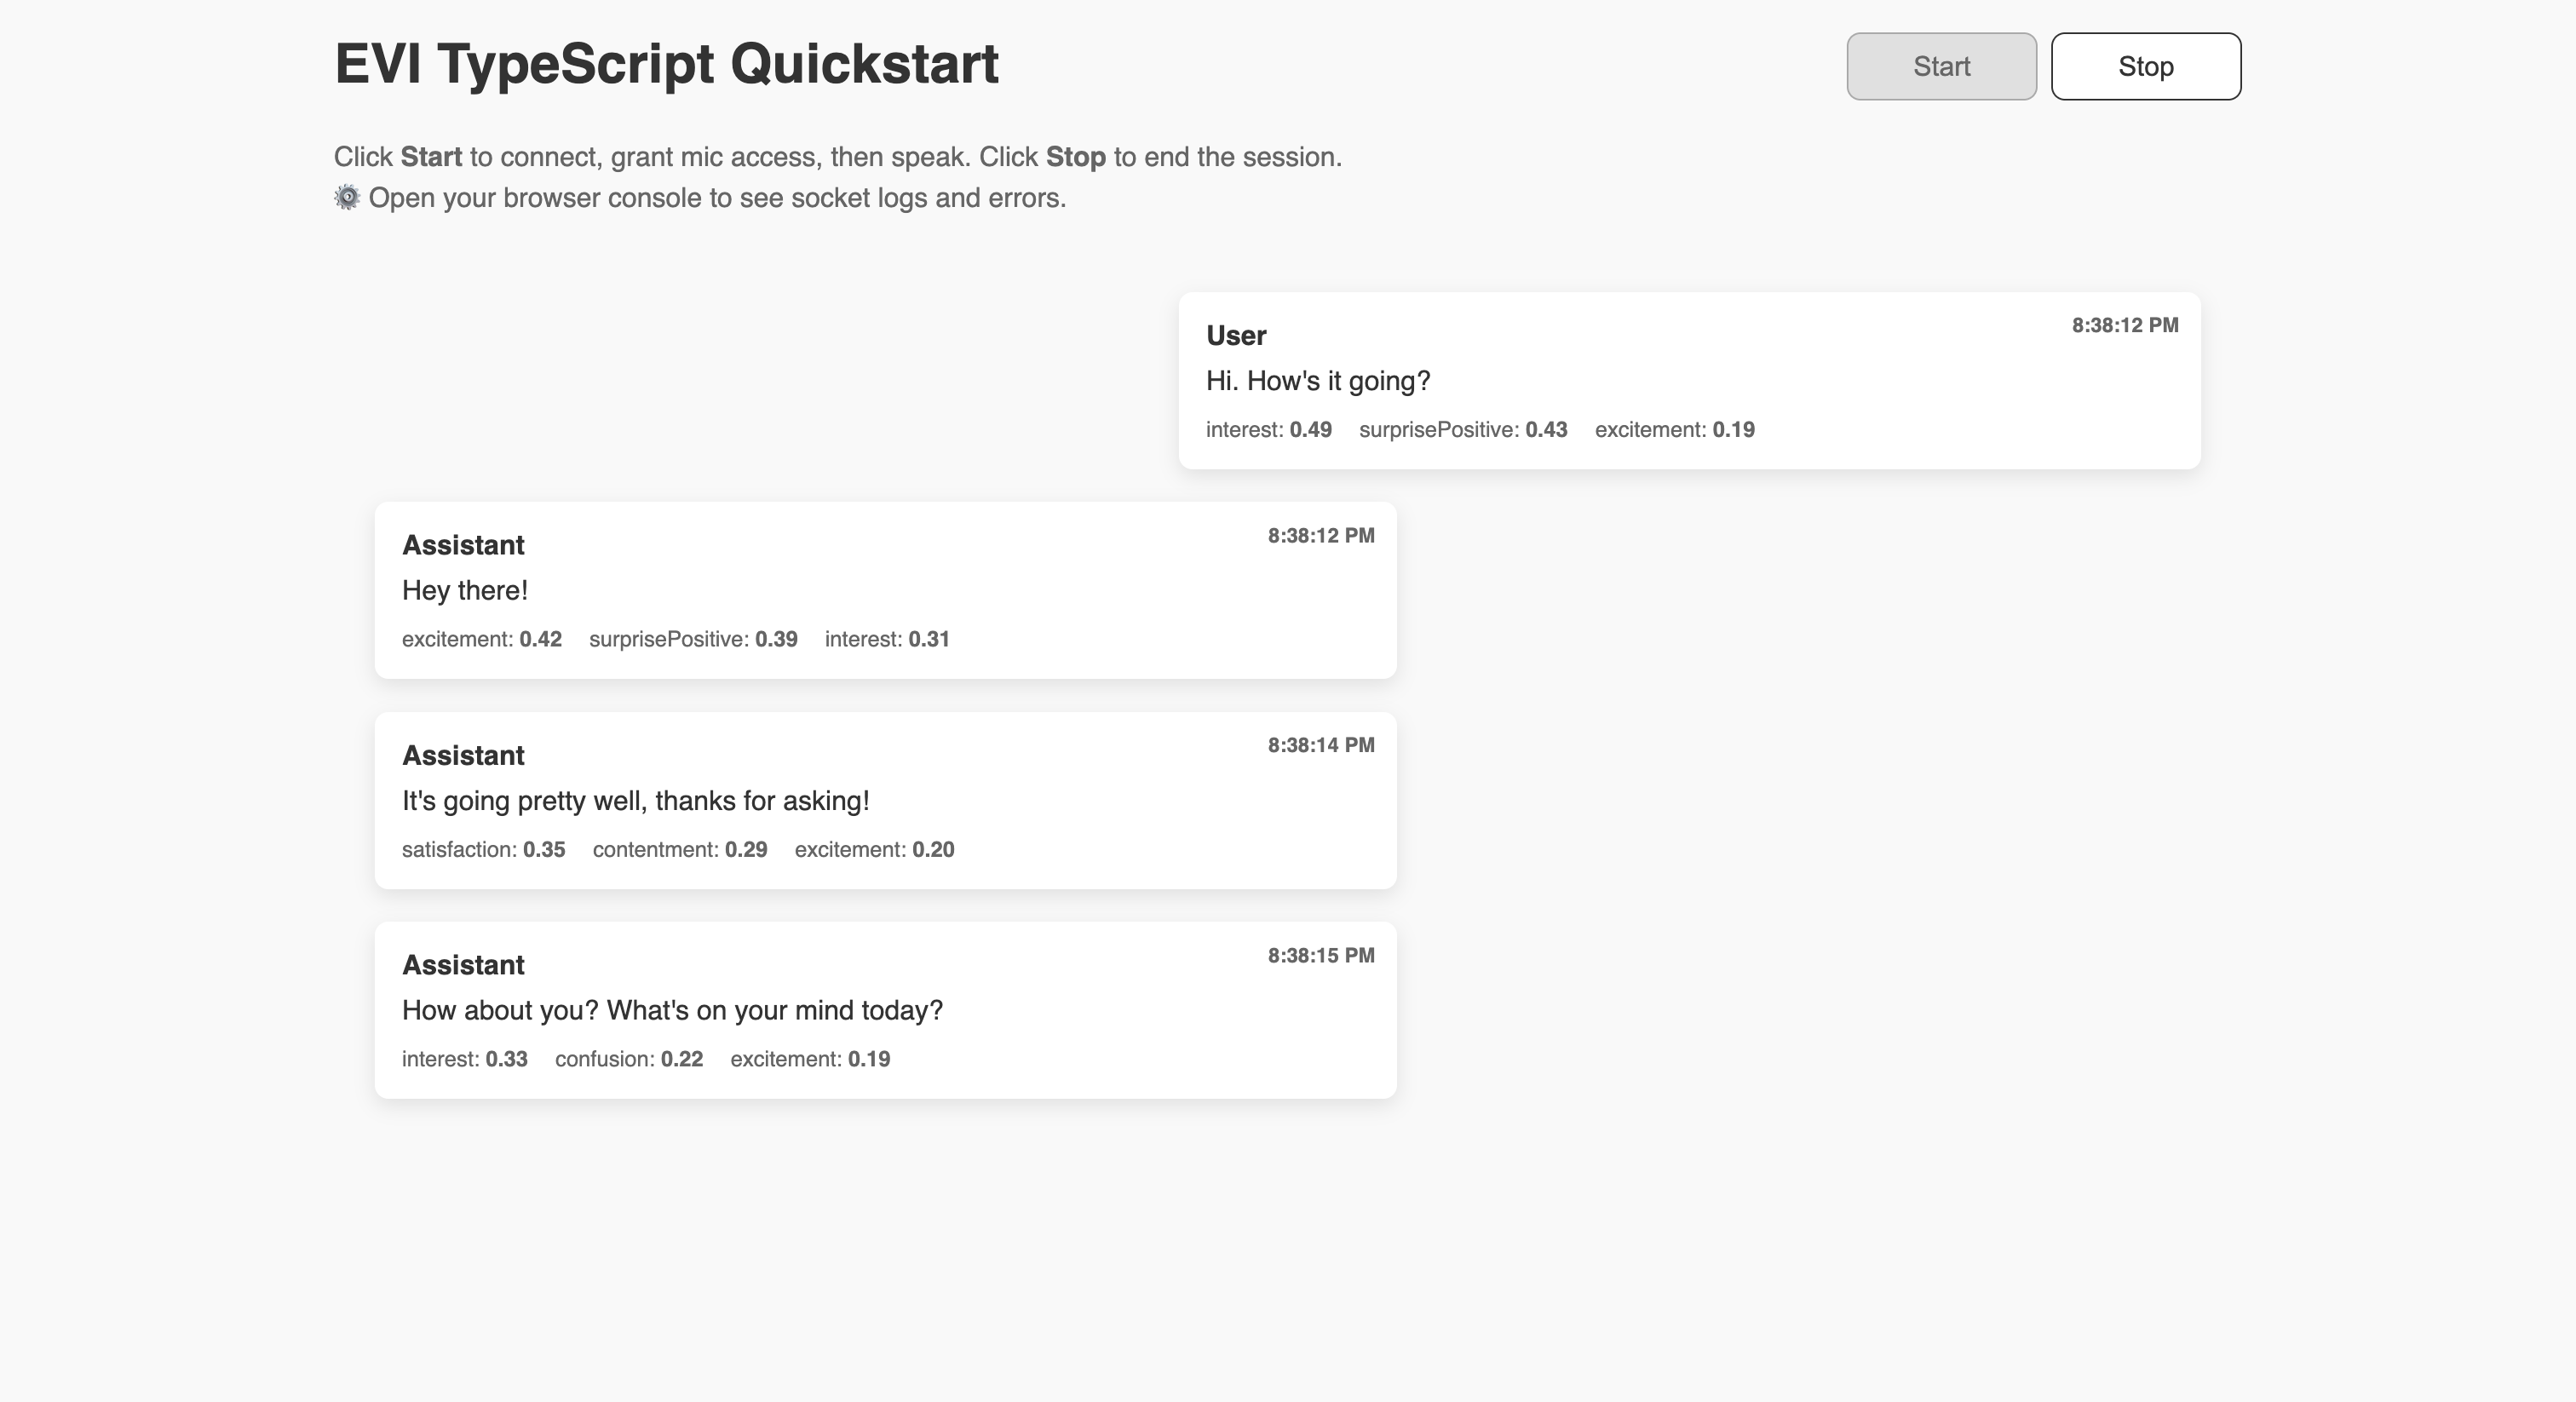 EVI TypeScript Quickstart
Start
Stop
Click Start to connect, grant mic access, then speak. Click Stop to end the session.
⚙️ Open your browser console to see socket logs and errors.
User
8:38:12 PM
Hi. How's it going?
interest: 0.49 surprisePositive: 0.43 excitement: 0.19
Assistant
8:38:12 PM
Hey there!
excitement: 0.42 surprisePositive: 0.39 interest: 0.31
Assistant
8:38:14 PM
It's going pretty well, thanks for asking!
satisfaction: 0.35 contentment: 0.29 excitement: 0.20
Assistant
8:38:15 PM
How about you? What's on your mind today?
interest: 0.33 confusion: 0.22 excitement: 0.19